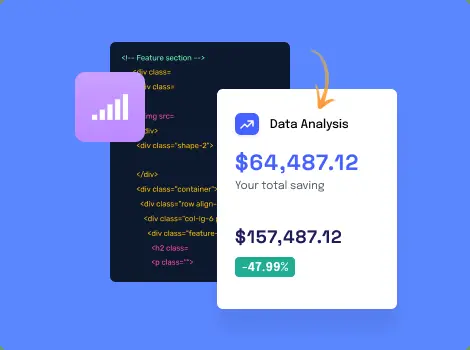 <!-- Feature section -->
<div class=
div class=
img src=
div>
<div class="shape-2">
</div>
<div class="container">
<div class="row align-
<div class="col-lg-6
<div class="feature-
<h2 class=
<p class="">
Data Analysis
$64,487.12
Your total saving
$157,487.12
-47.99%